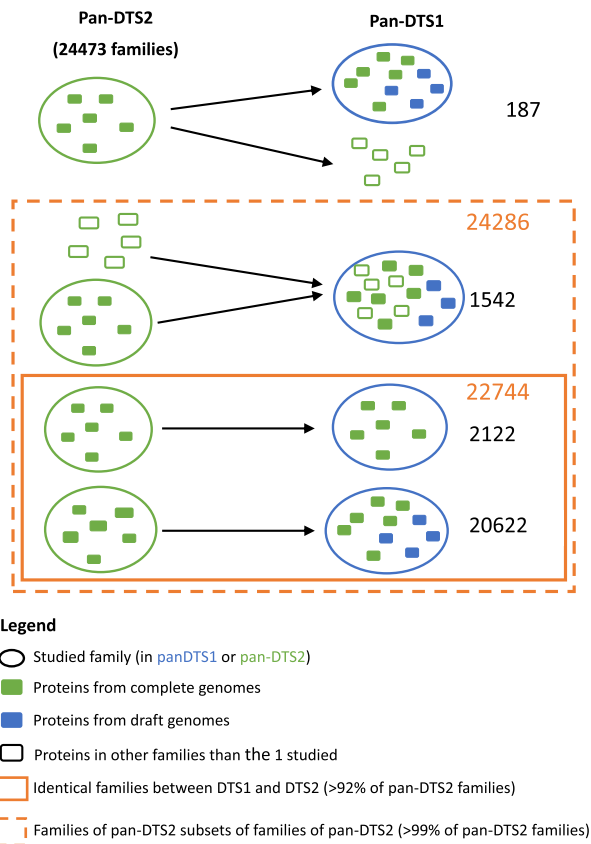 Pan-DTS2
(24473 families)
Pan-DTS1
187
24286
1542
22744
2122
20622
Legend
Studied family (in panDTS1 or pan-DTS2)
Proteins from complete genomes
Proteins from draft genomes
Proteins in other families than the 1 studied
Identical families between DTS1 and DTS2 (>92% of pan-DTS2 families)
Families of pan-DTS2 subsets of families of pan-DTS2 (>99% of pan-DTS2 families)